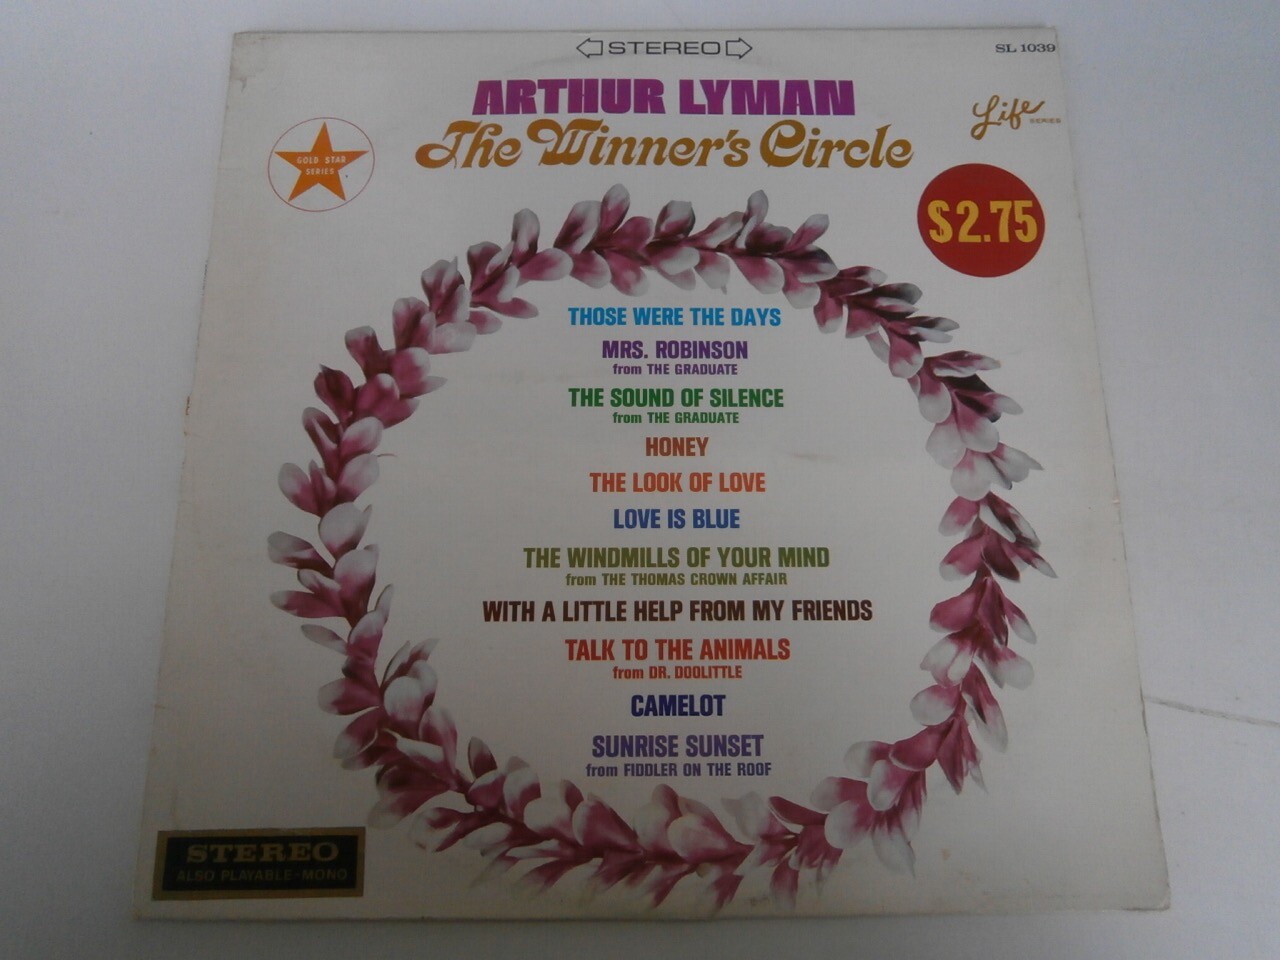 STEREO
SL 1039
ARTHUR LYMAN
The Winner's Circle
Life SERIES
GOLD STAR
SERIES
$2.75
THOSE WERE THE DAYS
MRS. ROBINSON
from THE GRADUATE
THE SOUND OF SILENCE
from THE GRADUATE
HONEY
THE LOOK OF LOVE
LOVE IS BLUE
THE WINDMILLS OF YOUR MIND
from THE THOMAS CROWN AFFAIR
WITH A LITTLE HELP FROM MY FRIENDS
TALK TO THE ANIMALS
from DR. DOOLITTLE
CAMELOT
SUNRISE SUNSET
from FIDDLER ON THE ROOF
STEREO
ALSO PLAYABLE-MONO